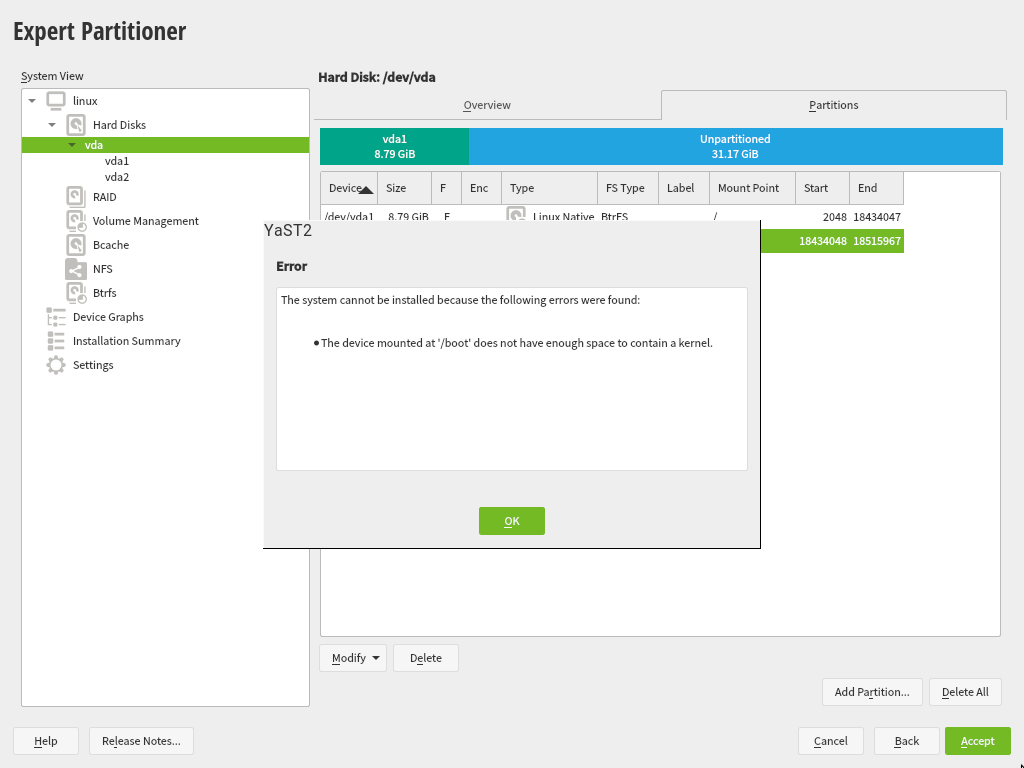 Expert Partitioner
System View
linux
Hard Disks
vda
vda1
vda2
RAID
Volume Management
Bcache
NFS
Btrfs
Device Graphs
Installation Summary
Settings
Hard Disk: /dev/vda
Overview
Partitions
vda1
8.79 GiB
Unpartitioned
31.17 GiB
Device Size F Enc Type FS Type Label Mount Point Start End
/dev/vda1 8.79 GiB F Linux Native BtrFS / 2048 18434047
18434048 18515967
YaST2
Error
The system cannot be installed because the following errors were found:
• The device mounted at '/boot' does not have enough space to contain a kernel.
OK
Modify Delete
Add Partition... Delete All
Help Release Notes... Cancel Back Accept